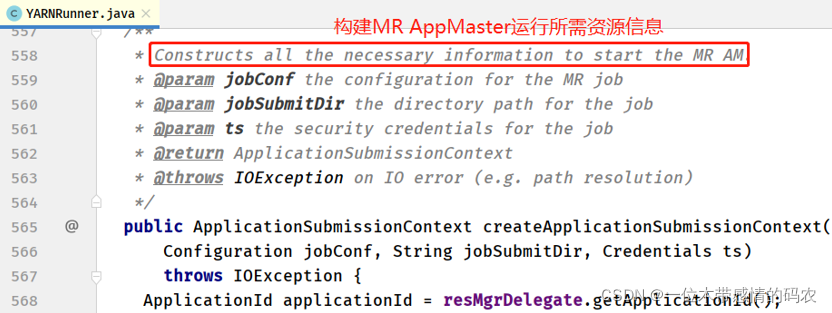 YARNRunner.java
构建MR AppMaster运行所需资源信息
557 /**
558 * Constructs all the necessary information to start the MR AM.
559 * @param jobConf the configuration for the MR job
560 * @param jobSubmitDir the directory path for the job
561 * @param ts the security credentials for the job
562 * @return ApplicationSubmissionContext
563 * @throws IOException on IO error (e.g. path resolution)
564 */
565 @ public ApplicationSubmissionContext createApplicationSubmissionContext(
566 Configuration jobConf, String jobSubmitDir, Credentials ts)
567 throws IOException {
568 ApplicationId applicationId = resMgrDelegate.getApplicationId();
CSDN @一位木带感情的码农